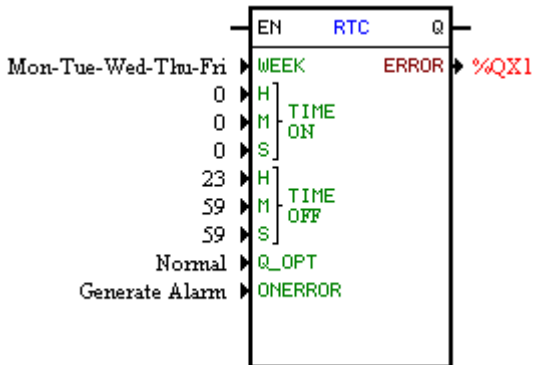 EN RTC Q
Mon-Tue-Wed-Thu-Fri WEEK ERROR %QX1
0 H
TIME
0 M
ON
0 S
23 H
TIME
59 M
OFF
59 S
Normal Q_OPT
Generate Alarm ONERROR